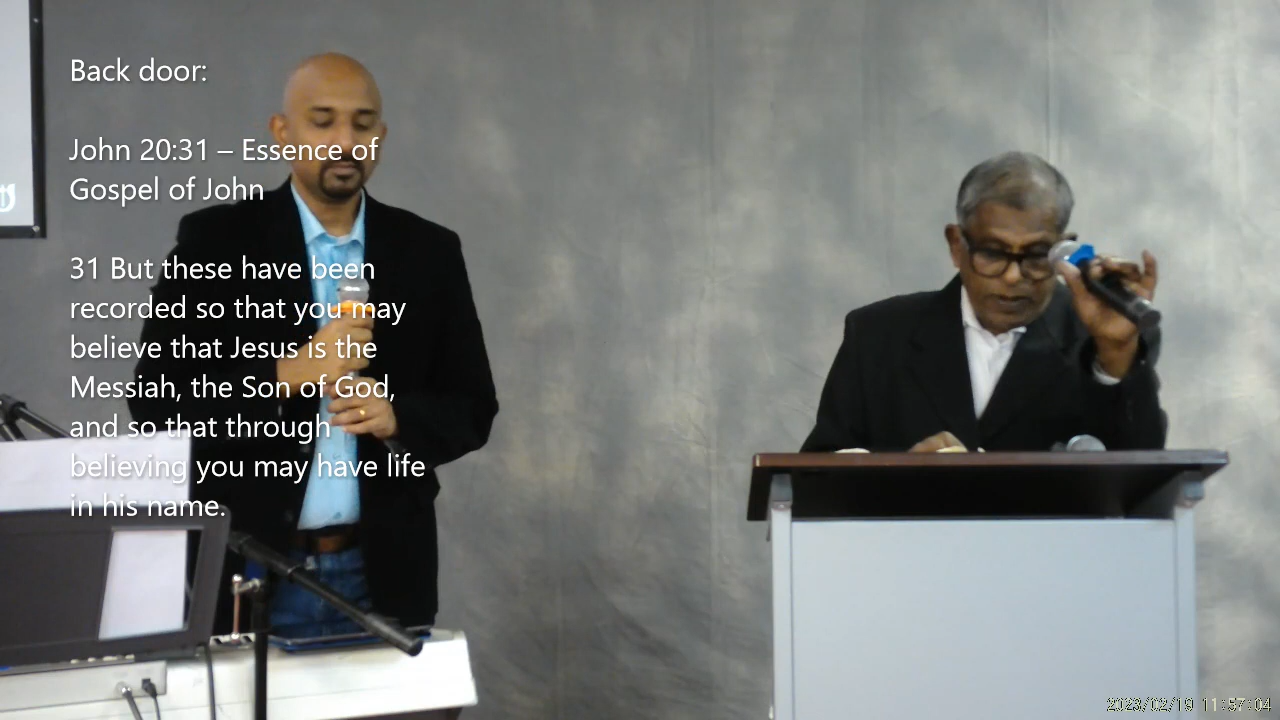 Back door:
John 20:31 – Essence of
Gospel of John
31 But these have been
recorded so that you may
believe that Jesus is the
Messiah, the Son of God,
and so that through
believing you may have life
in his name.
2023/02/19 11:57:04